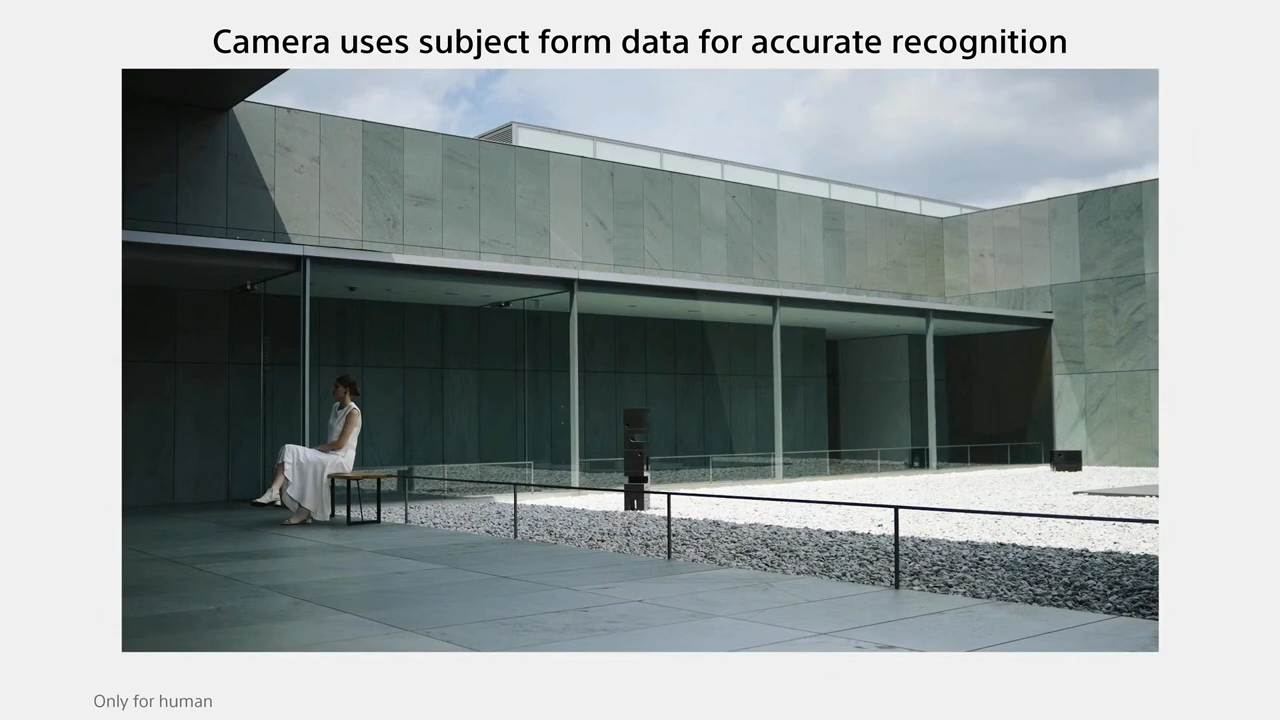 Camera uses subject form data for accurate recognition
Only for human